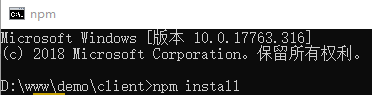 npm
Microsoft Windows [版本 10.0.17763.316]
(c) 2018 Microsoft Corporation。保留所有权利。
D:\www\demo\client>npm install